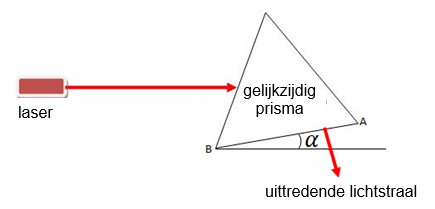 gelijkzijdig
prisma
laser
A
B
α
uittredende lichtstraal